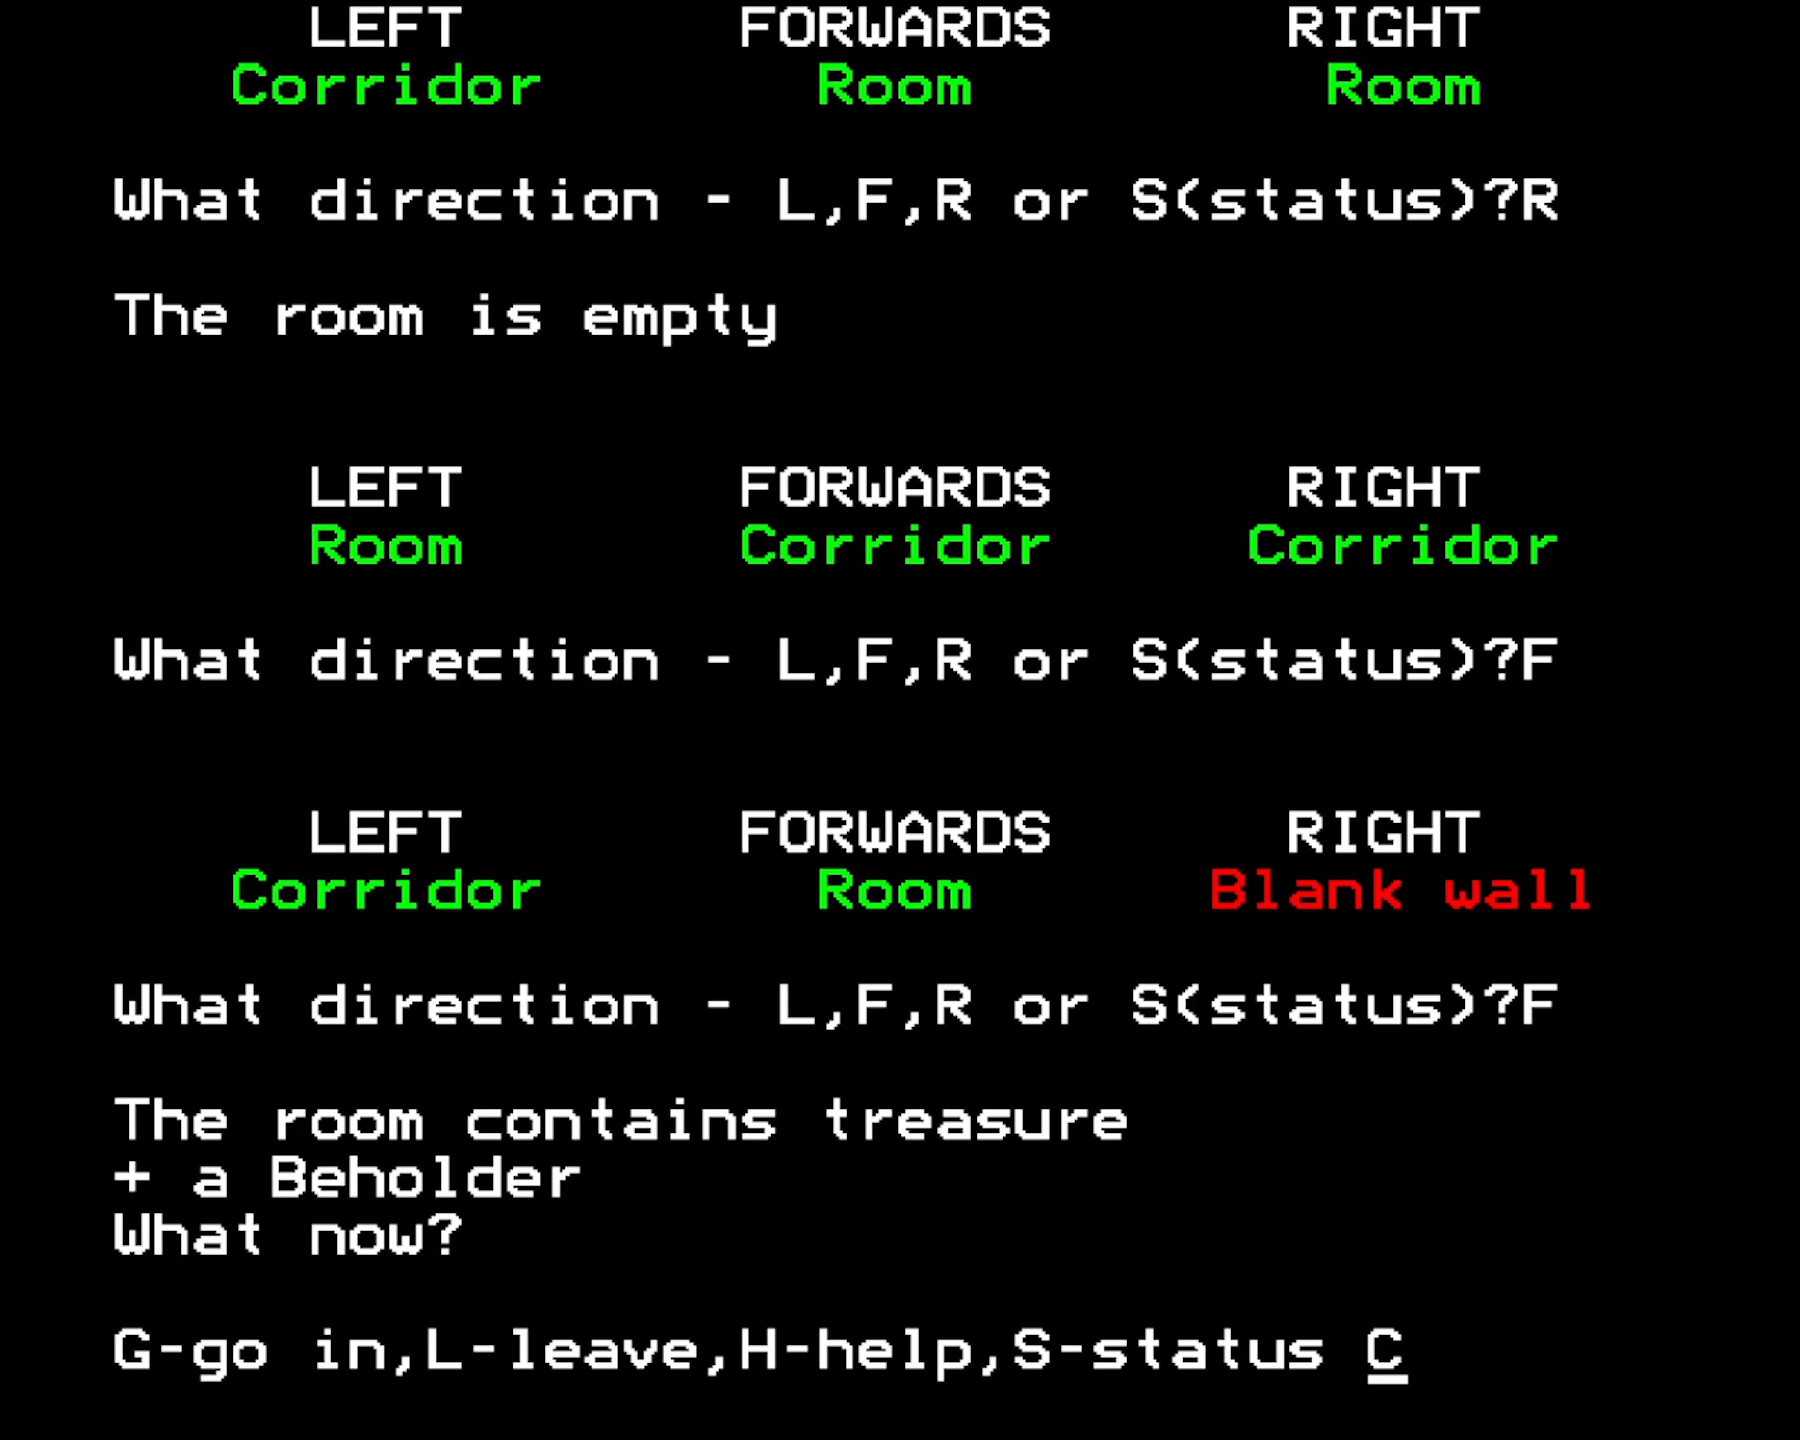 LEFT FORWARDS RIGHT
Corridor Room Room
What direction - L,F,R or S(status)?R
The room is empty
LEFT FORWARDS RIGHT
Room Corridor Corridor
What direction - L,F,R or S(status)?F
LEFT FORWARDS RIGHT
Corridor Room Blank wall
What direction - L,F,R or S(status)?F
The room contains treasure
+ a Beholder
What now?
G-go in,L-leave,H-help,S-status C